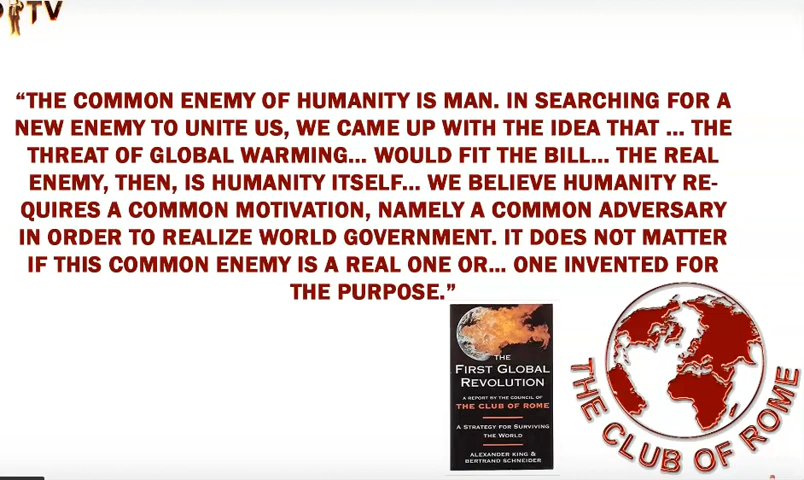 TV
“THE COMMON ENEMY OF HUMANITY IS MAN. IN SEARCHING FOR A
NEW ENEMY TO UNITE US, WE CAME UP WITH THE IDEA THAT ... THE
THREAT OF GLOBAL WARMING... WOULD FIT THE BILL... THE REAL
ENEMY, THEN, IS HUMANITY ITSELF... WE BELIEVE HUMANITY RE-
QUIRES A COMMON MOTIVATION, NAMELY A COMMON ADVERSARY
IN ORDER TO REALIZE WORLD GOVERNMENT. IT DOES NOT MATTER
IF THIS COMMON ENEMY IS A REAL ONE OR... ONE INVENTED FOR
THE PURPOSE.”
THE
FIRST GLOBAL
REVOLUTION
A REPORT BY THE COUNCIL OF
THE CLUB OF ROME
A STRATEGY FOR SURVIVING
THE WORLD
ALEXANDER KING &
BERTRAND SCHNEIDER
THE CLUB OF ROME